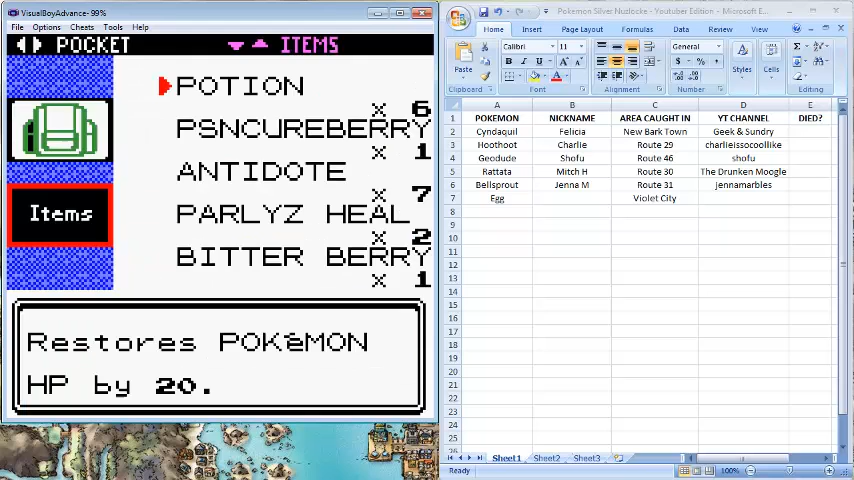 VisualBoyAdvance- 99%
File Options Cheats Tools Help
POCKET ITEMS
POTION
× 6
PSNCUREBERRY
× 1
ANTIDOTE
× 7
PARLYZ HEAL
× 2
BITTER BERRY
× 1
Items
Restores POKéMON
HP by 20.
Pokemon Silver Nuzlocke - Youtuber Edition - Microsoft E...
Home Insert Page Layout Formulas Data Review View
Paste
Calibri 11
General
Styles
Cells
Clipboard Font Alignment Number Editing
A B C D E
1 POKEMON NICKNAME AREA CAUGHT IN YT CHANNEL DIED?
2 Cyndaquil Felicia New Bark Town Geek & Sundry
3 Hoothoot Charlie Route 29 charlieissocoollike
4 Geodude Shofu Route 46 shofu
5 Rattata Mitch H Route 30 The Drunken Moogle
6 Bellsprout Jenna M Route 31 jennamarbles
7 Egg Violet City
8
9
10
11
12
13
14
15
16
17
18
19
20
21
22
23
24
25
26
Sheet1 Sheet2 Sheet3
Ready 100%